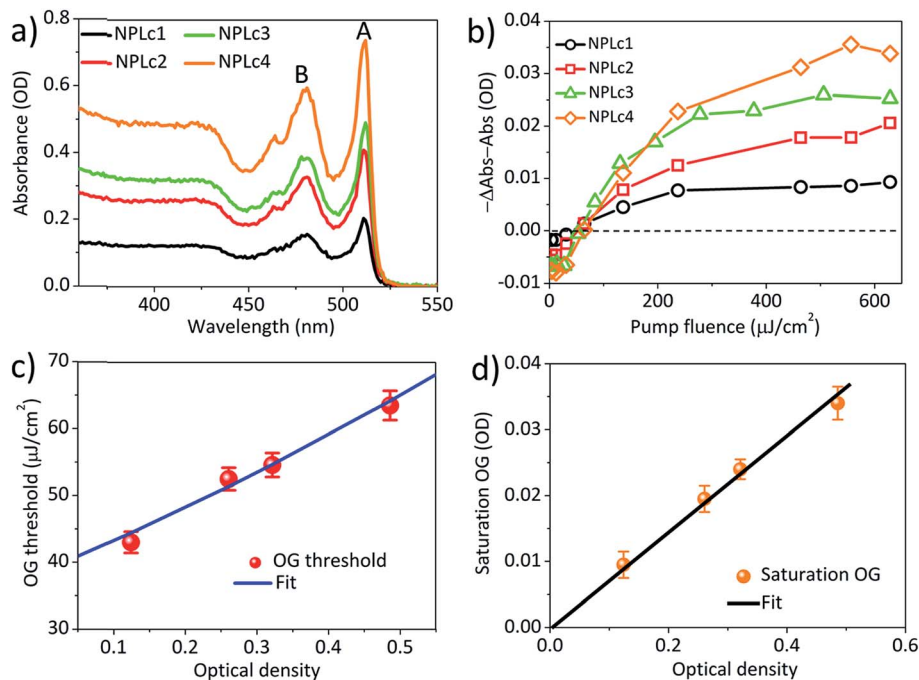 a)
NPLc1 NPLc3
NPLc2 NPLc4
A
B
0.8
0.6
0.4
0.2
0.0
Absorbance (OD)
400 450 500 550
Wavelength (nm)
b)
NPLc1
NPLc2
NPLc3
NPLc4
0.04
0.03
0.02
0.01
0.00
-0.01
−ΔAbs−Abs (OD)
0 200 400 600
Pump fluence (μJ/cm²)
c)
70
60
50
40
30
OG threshold (μJ/cm²)
OG threshold
Fit
0.1 0.2 0.3 0.4 0.5
Optical density
d)
0.04
0.03
0.02
0.01
0.00
Saturation OG (OD)
Saturation OG
Fit
0.0 0.2 0.4 0.6
Optical density